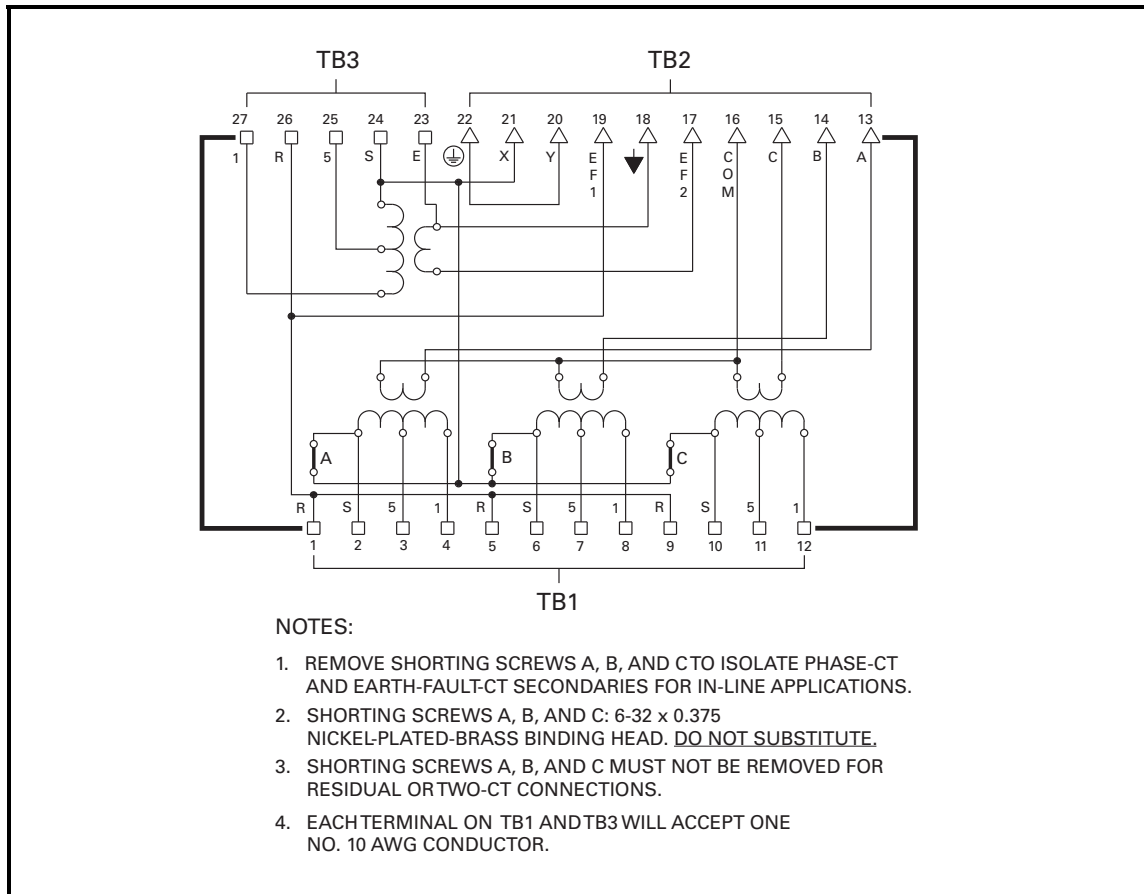 TB3
TB2
27 26 25 24 23 22 21 20 19 18 17 16 15 14 13
1 R 5 S E X Y EF1 EF2 COM C B A
A B C
R S 5 1 R S 5 1 R S 5 1
1 2 3 4 5 6 7 8 9 10 11 12
TB1
NOTES:
1. REMOVE SHORTING SCREWS A, B, AND C TO ISOLATE PHASE-CT
AND EARTH-FAULT-CT SECONDARIES FOR IN-LINE APPLICATIONS.
2. SHORTING SCREWS A, B, AND C: 6-32 x 0.375
NICKEL-PLATED-BRASS BINDING HEAD. DO NOT SUBSTITUTE.
3. SHORTING SCREWS A, B, AND C MUST NOT BE REMOVED FOR
RESIDUAL OR TWO-CT CONNECTIONS.
4. EACH TERMINAL ON TB1 AND TB3 WILL ACCEPT ONE
NO. 10 AWG CONDUCTOR.